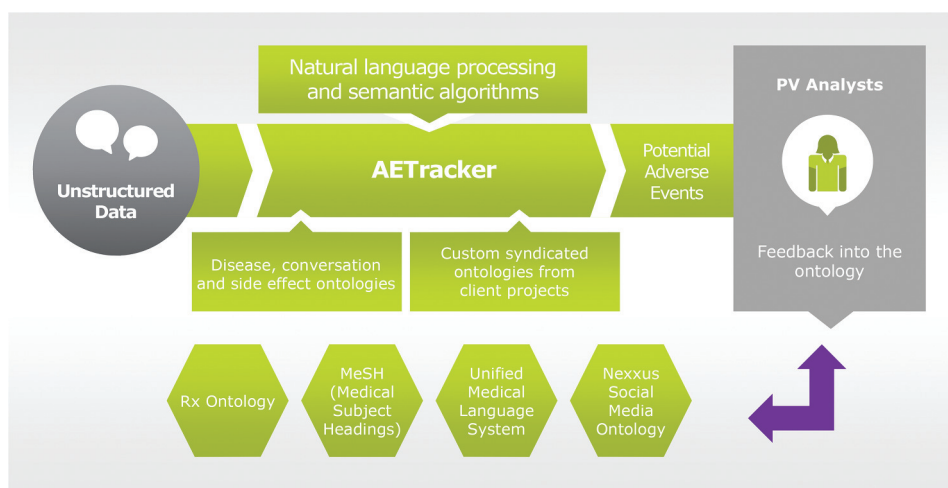 Natural language processing
and semantic algorithms
PV Analysts
Unstructured
Data
AETracker
Potential
Adverse
Events
Feedback into the
ontology
Disease, conversation
and side effect ontologies
Custom syndicated
ontologies from
client projects
Rx Ontology
MeSH
(Medical
Subject
Headings)
Unified
Medical
Language
System
Nexxus
Social
Media
Ontology